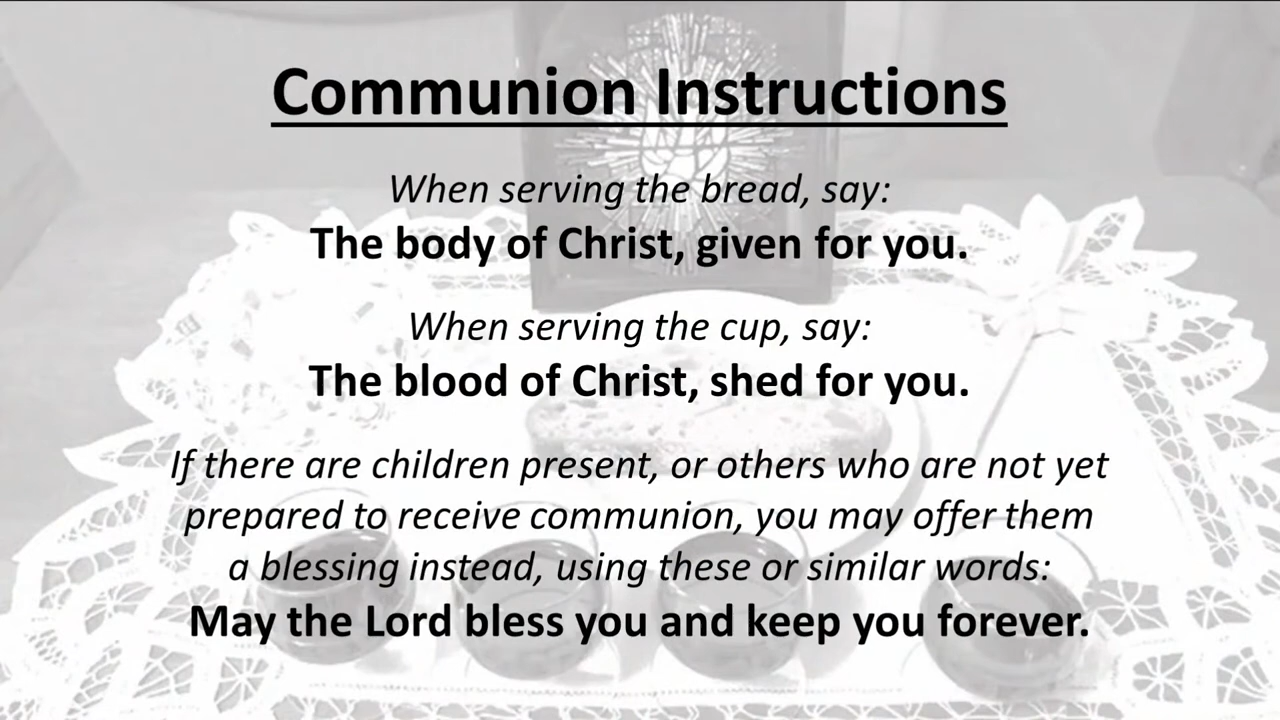 Communion Instructions
When serving the bread, say:
The body of Christ, given for you.
When serving the cup, say:
The blood of Christ, shed for you.
If there are children present, or others who are not yet
prepared to receive communion, you may offer them
a blessing instead, using these or similar words:
May the Lord bless you and keep you forever.